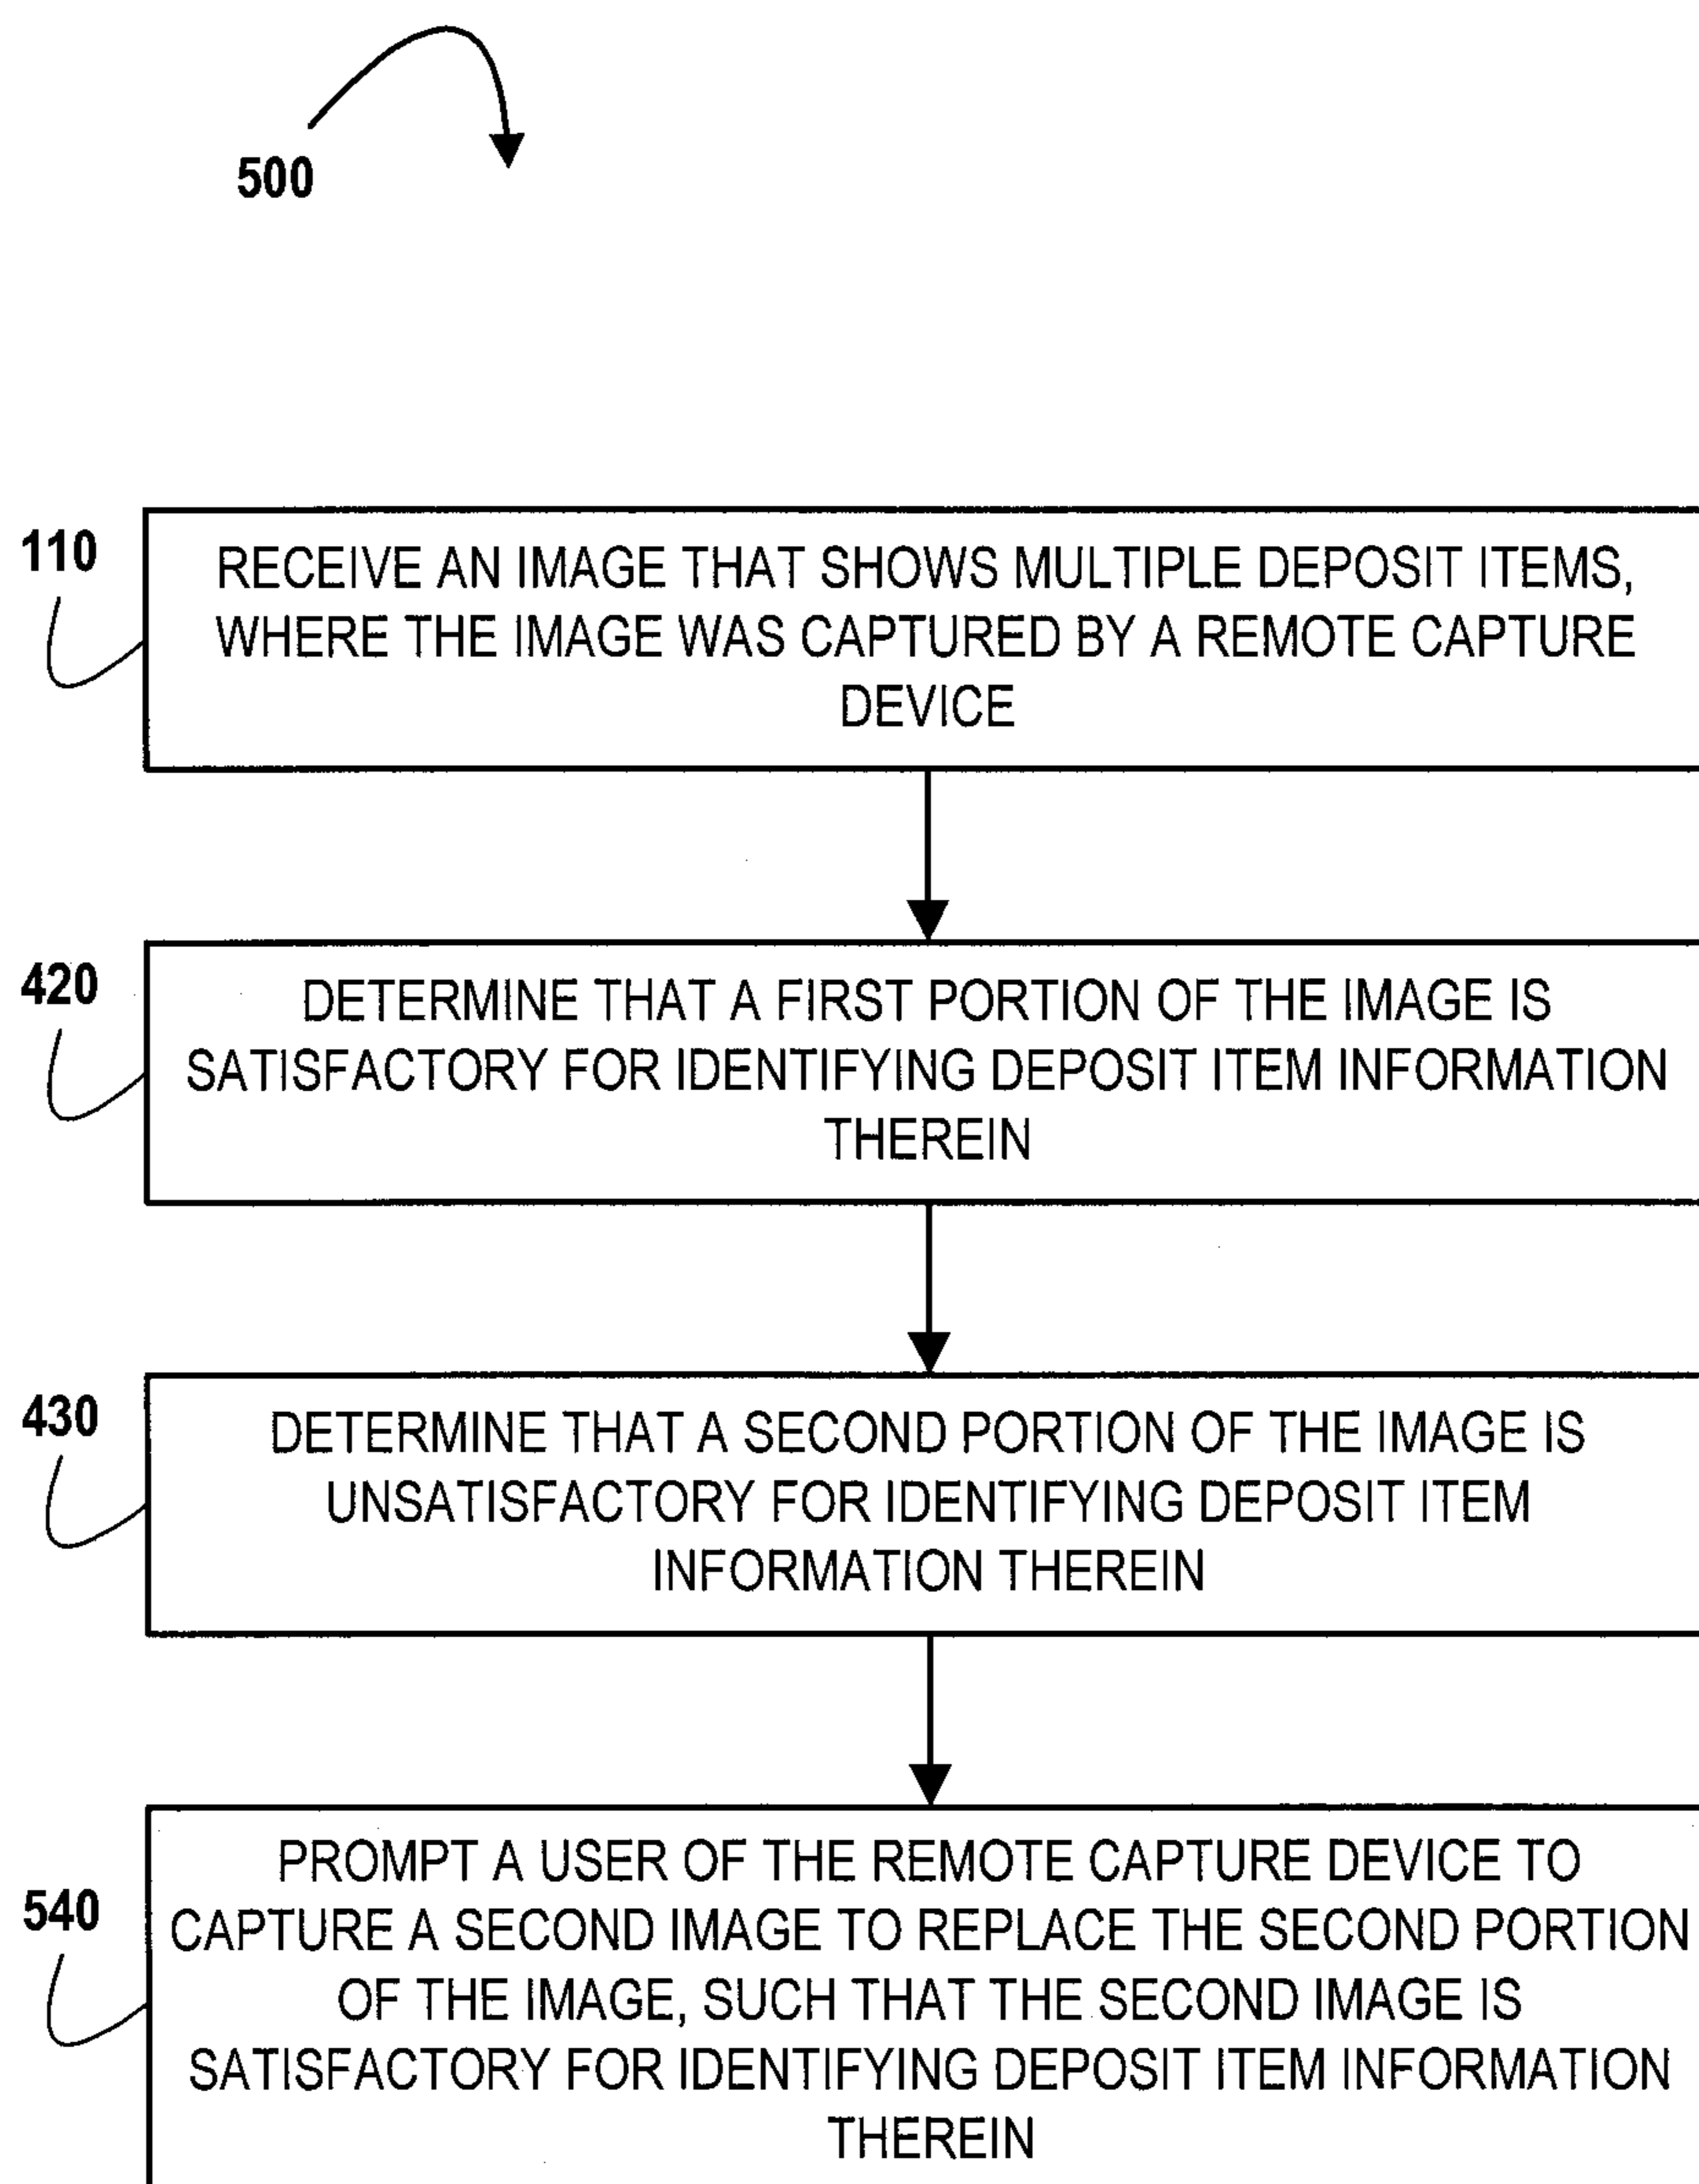 500
110
RECEIVE AN IMAGE THAT SHOWS MULTIPLE DEPOSIT ITEMS,
WHERE THE IMAGE WAS CAPTURED BY A REMOTE CAPTURE
DEVICE
420
DETERMINE THAT A FIRST PORTION OF THE IMAGE IS
SATISFACTORY FOR IDENTIFYING DEPOSIT ITEM INFORMATION
THEREIN
430
DETERMINE THAT A SECOND PORTION OF THE IMAGE IS
UNSATISFACTORY FOR IDENTIFYING DEPOSIT ITEM
INFORMATION THEREIN
540
PROMPT A USER OF THE REMOTE CAPTURE DEVICE TO
CAPTURE A SECOND IMAGE TO REPLACE THE SECOND PORTION
OF THE IMAGE, SUCH THAT THE SECOND IMAGE IS
SATISFACTORY FOR IDENTIFYING DEPOSIT ITEM INFORMATION
THEREIN